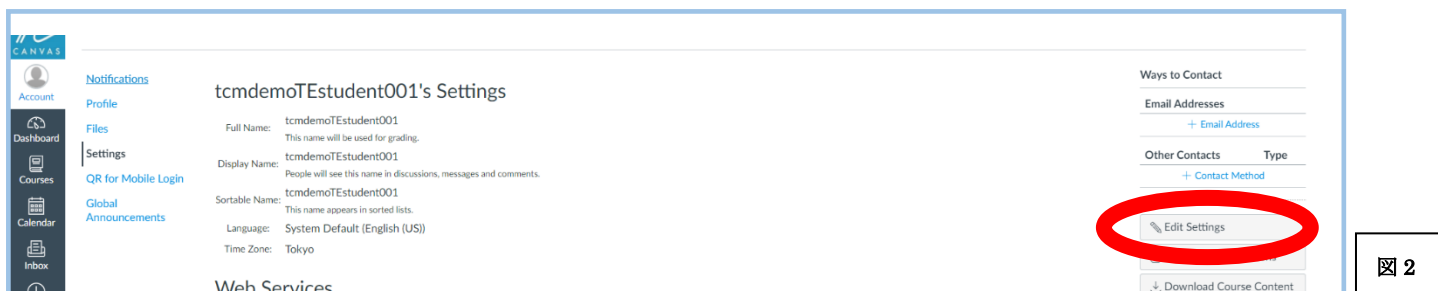 CANVAS
Account
Dashboard
Courses
Calendar
Inbox
Notifications
Profile
Files
Settings
QR for Mobile Login
Global
Announcements
tcmdemoTEstudent001's Settings
Full Name: tcmdemoTEstudent001
This name will be used for grading.
Display Name: tcmdemoTEstudent001
People will see this name in discussions, messages and comments.
Sortable Name: tcmdemoTEstudent001
This name appears in sorted lists.
Language: System Default (English (US))
Time Zone: Tokyo
Web Services
Ways to Contact
Email Addresses
+ Email Address
Other Contacts Type
+ Contact Method
Edit Settings
Download Course Content
図 2